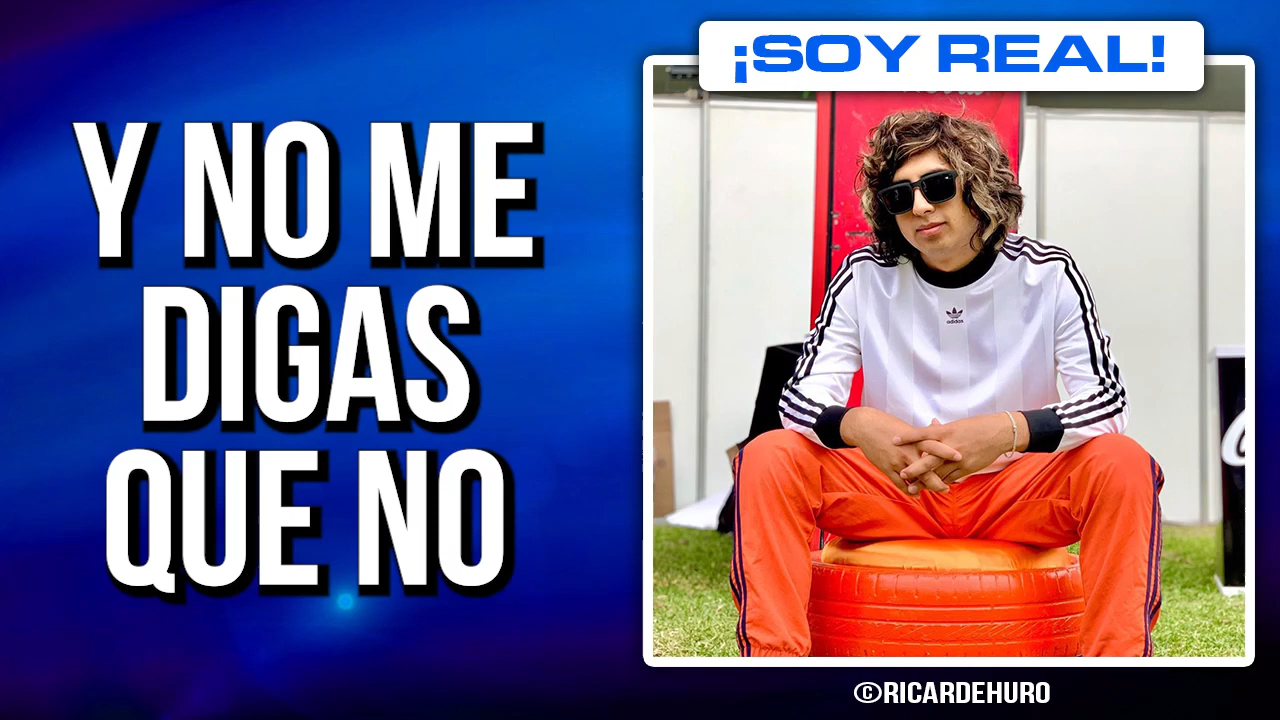 ¡SOY REAL!
Y NO ME
DIGAS
QUE NO
adidas
©RICARDEHURO